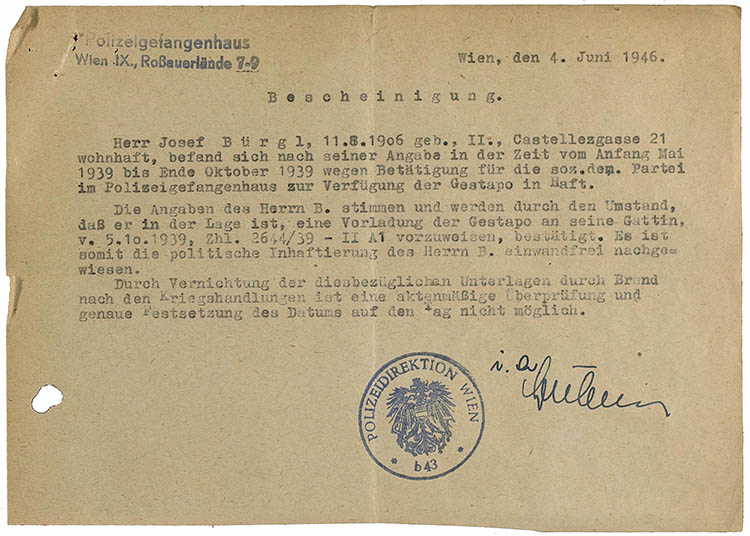 Polizeigefangenhaus
Wien IX., Roßauerlände 7-9
Wien, den 4. Juni 1946.
Bescheinigung.
Herr Josef Bürgl, 11.8.1906 geb., II., Castellezgasse 21
wohnhaft, befand sich nach seiner Angabe in der Zeit vom Anfang Mai
1939 bis Ende Oktober 1939 wegen Betätigung für die soz.dem. Partei
im Polizeigefangenhaus zur Verfügung der Gestapo in Haft.
Die Angaben des Herrn B. stimmen und werden durch den Umstand,
daß er in der Lage ist, eine Vorladung der Gestapo an seine Gattin,
v. 5.10.1939, Zhl. 2644/39 - II A1 vorzuweisen, bestätigt. Es ist
somit die politische Inhaftierung des Herrn B. einwandfrei nachge-
wiesen.
Durch Vernichtung der diesbezüglichen Unterlagen durch Brand
nach den Kriegshandlungen ist eine aktenmäßige Überprüfung und
genaue Festsetzung des Datums auf den Tag nicht möglich.
i. a
POLIZEIDIREKTION WIEN
* b43 *